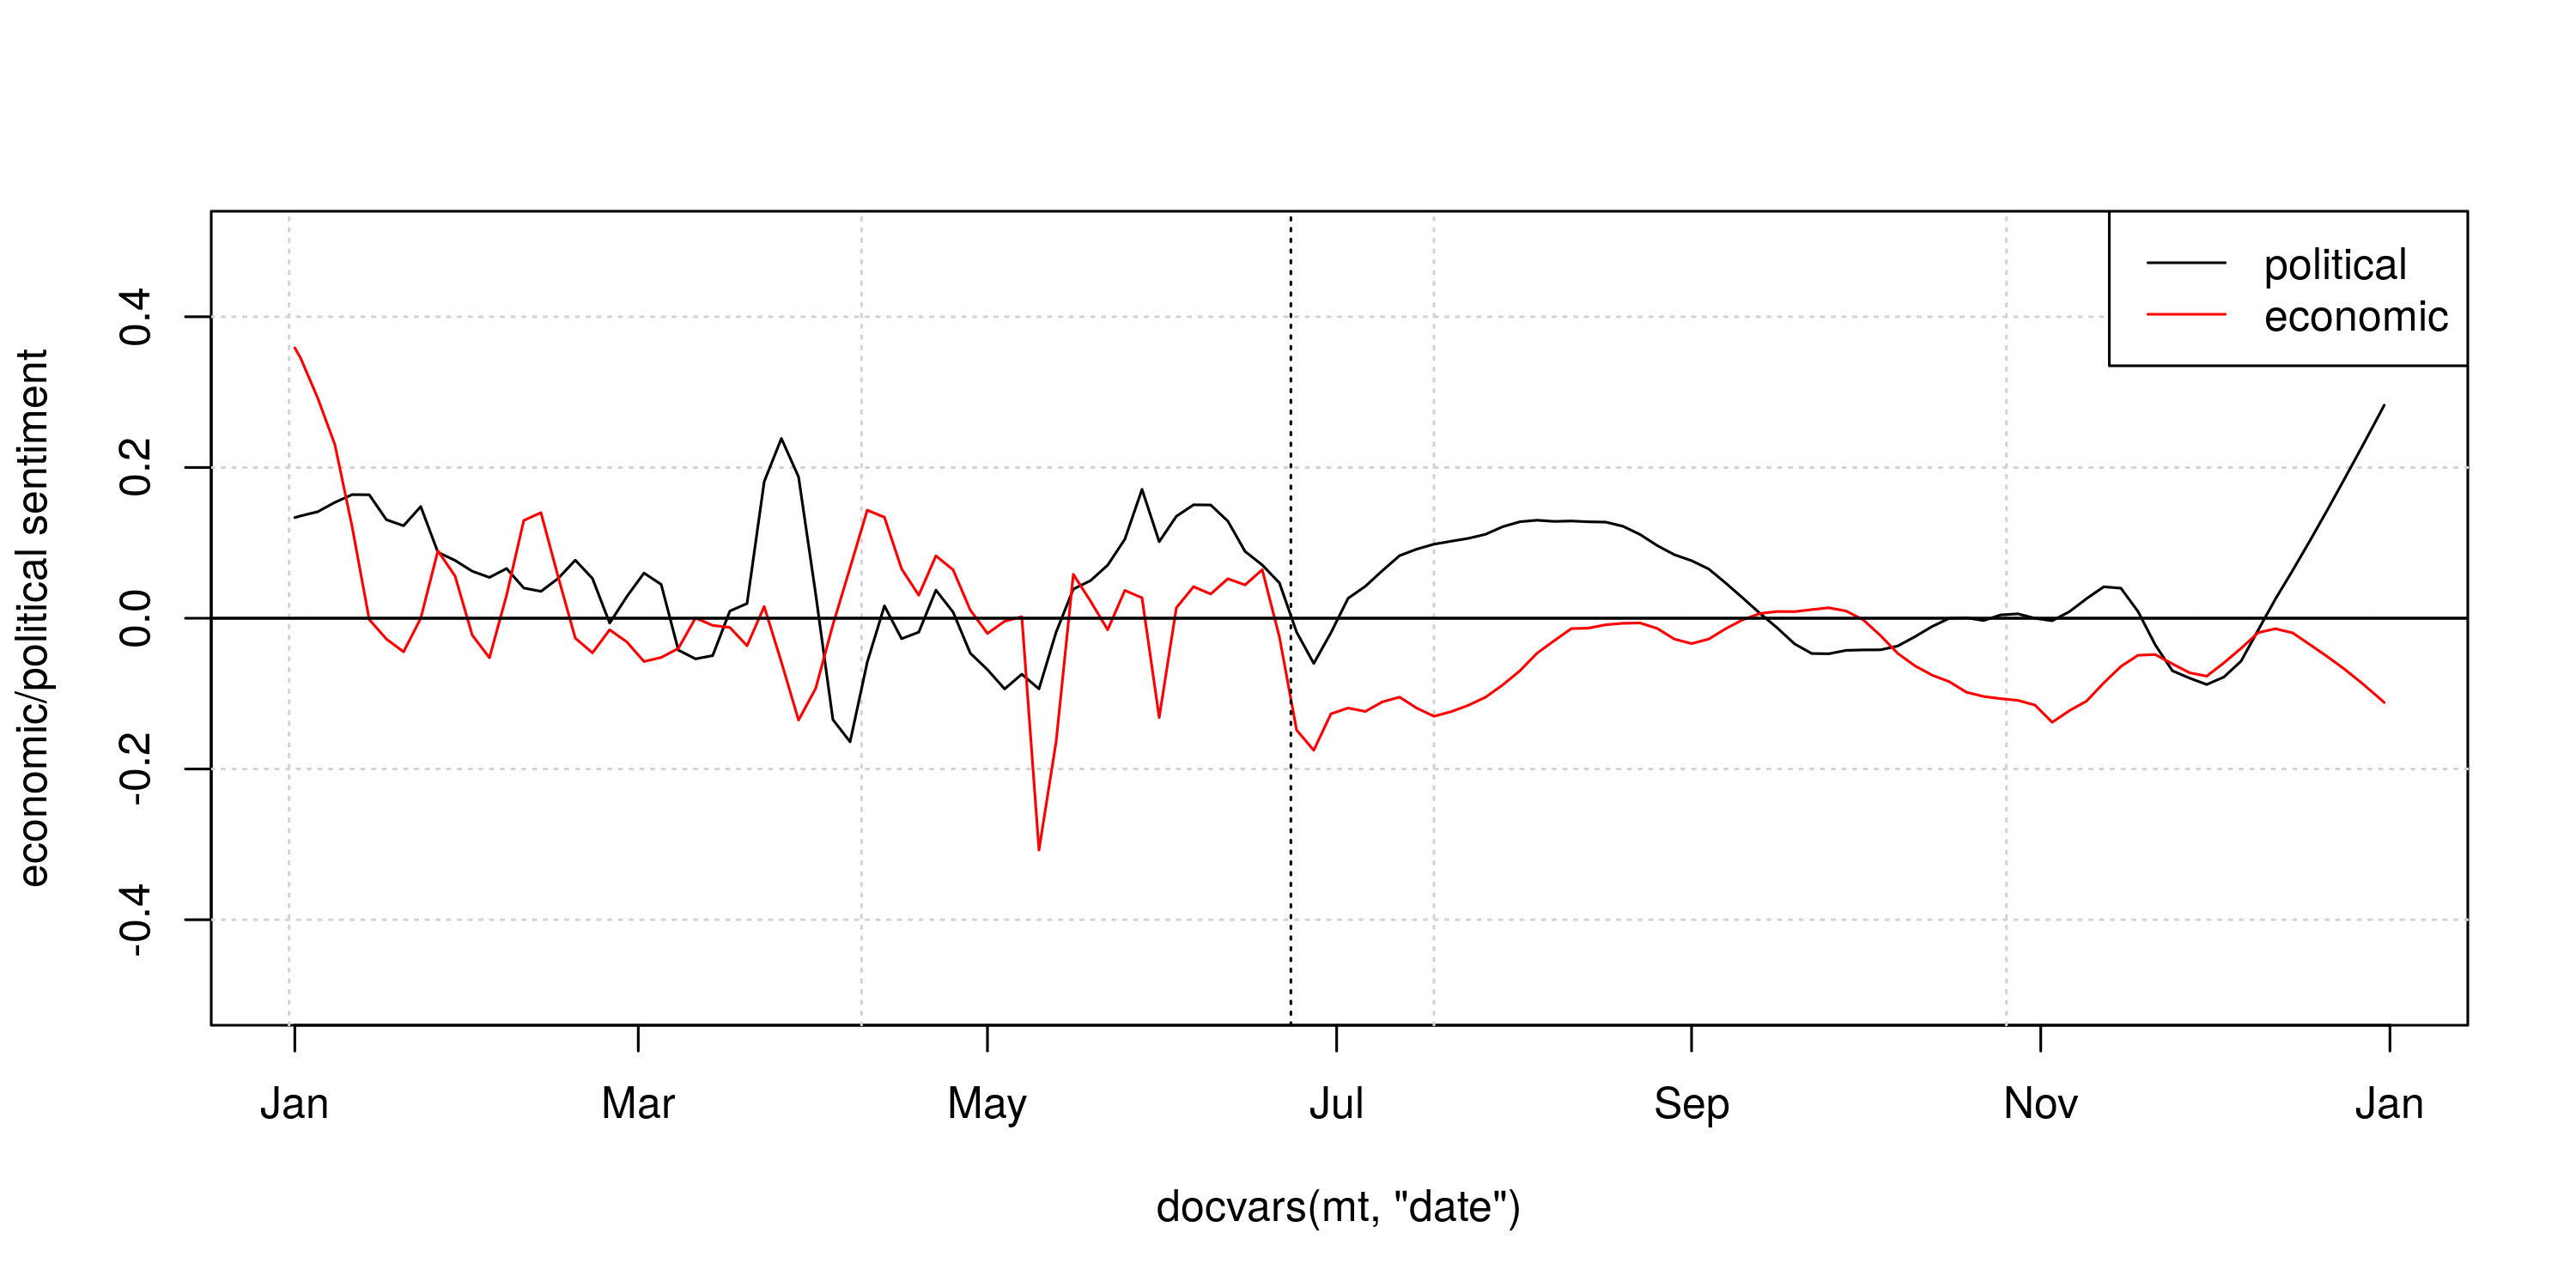 political
economic
economic/political sentiment
0.4
0.2
0.0
-0.2
-0.4
Jan Mar May Jul Sep Nov Jan
docvars(mt, "date")